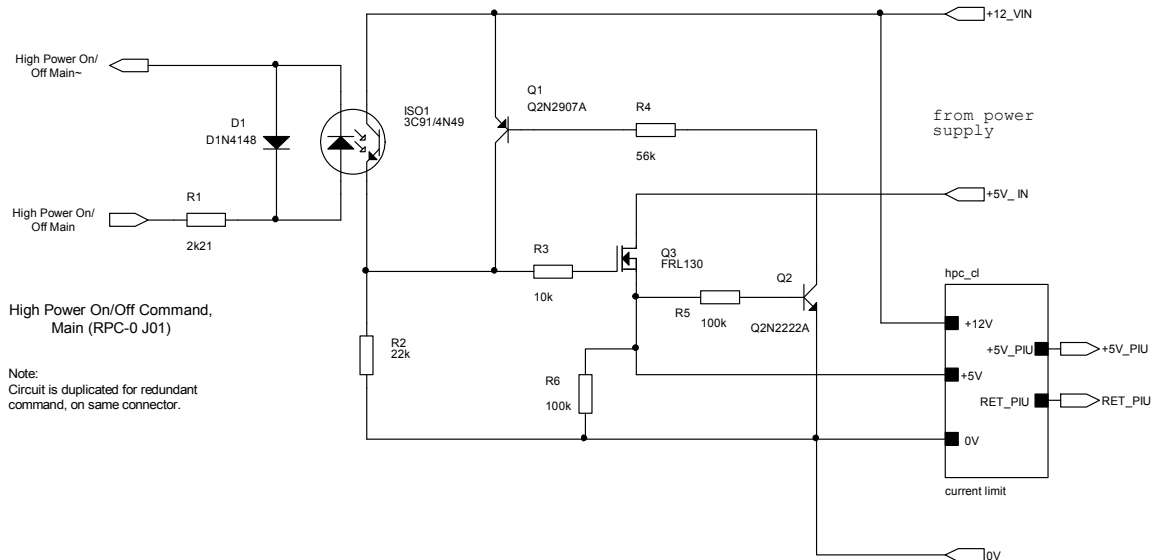 +12_VIN
High Power On/
Off Main~
D1
D1N4148
ISO1
3C91/4N49
Q1
Q2N2907A
R4
56k
from power
supply
High Power On/
Off Main
R1
2k21
+5V_ IN
R3
10k
Q3
FRL130
Q2
Q2N2222A
R5
100k
hpc_cl
+12V
+5V_PIU
+5V_PIU
+5V
RET_PIU
RET_PIU
0V
current limit
High Power On/Off Command,
Main (RPC-0 J01)
R2
22k
R6
100k
Note:
Circuit is duplicated for redundant
command, on same connector.
0V